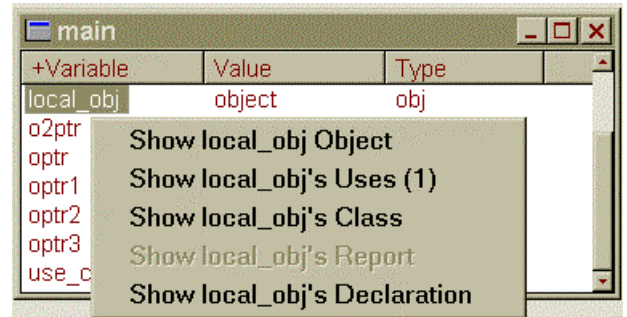 main
+Variable Value Type
local_obj object obj
o2ptr
Show local_obj Object
optr
optr1
Show local_obj's Uses (1)
optr2
Show local_obj's Class
optr3
Show local_obj's Report
use_c
Show local_obj's Declaration